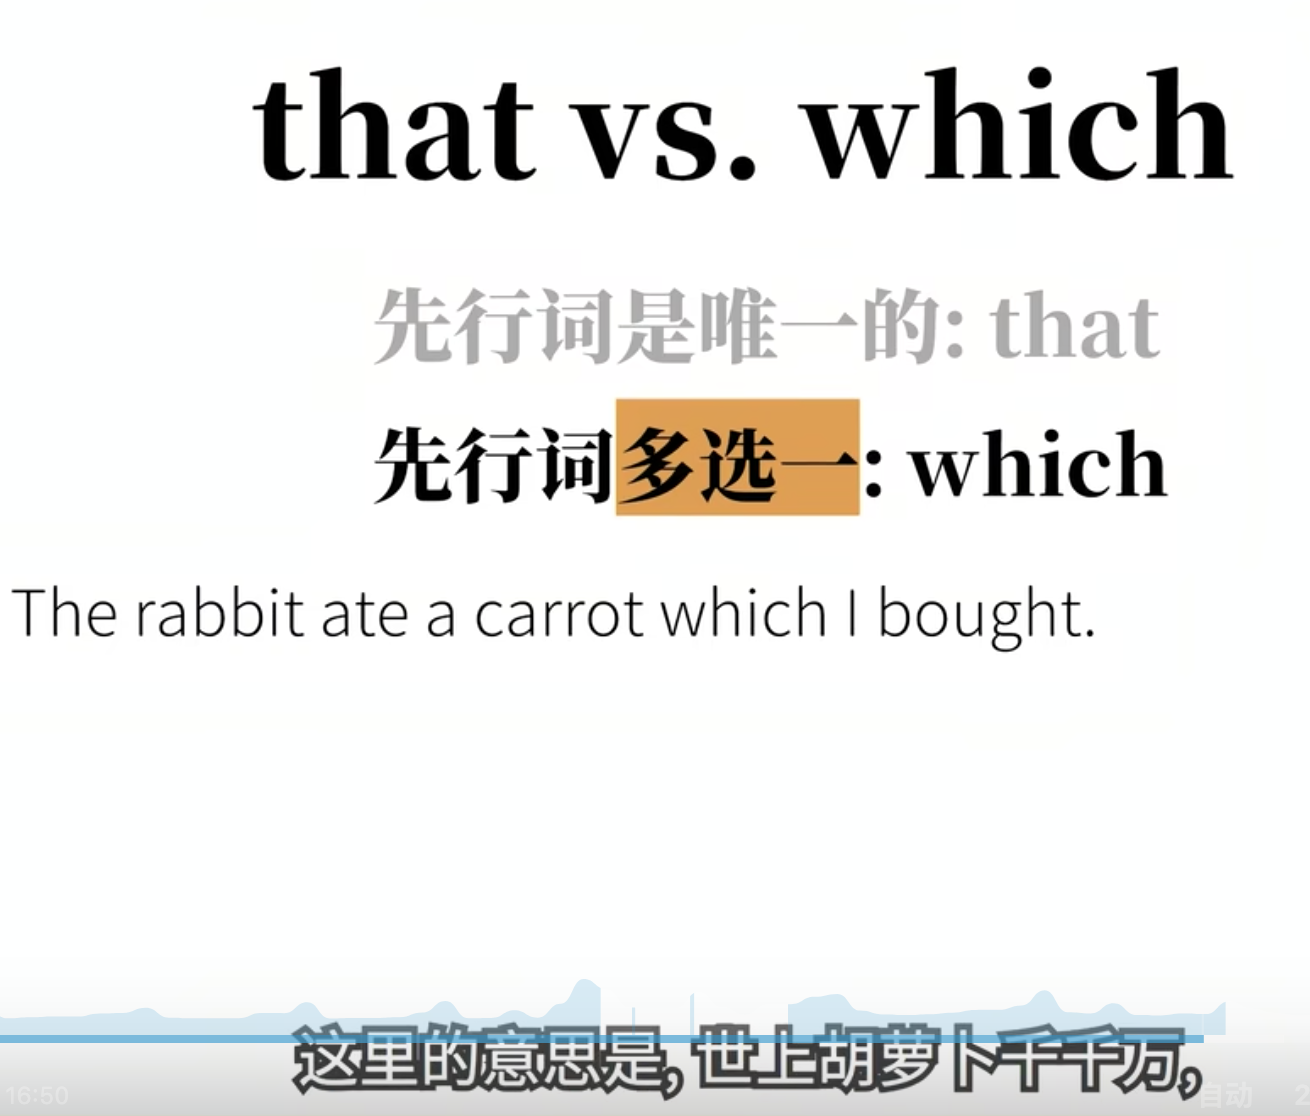 that vs. which
先行词是唯一的: that
先行词多选一: which
The rabbit ate a carrot which I bought.
这里的意思是, 世上胡萝卜千千万,
16:50
自动
2